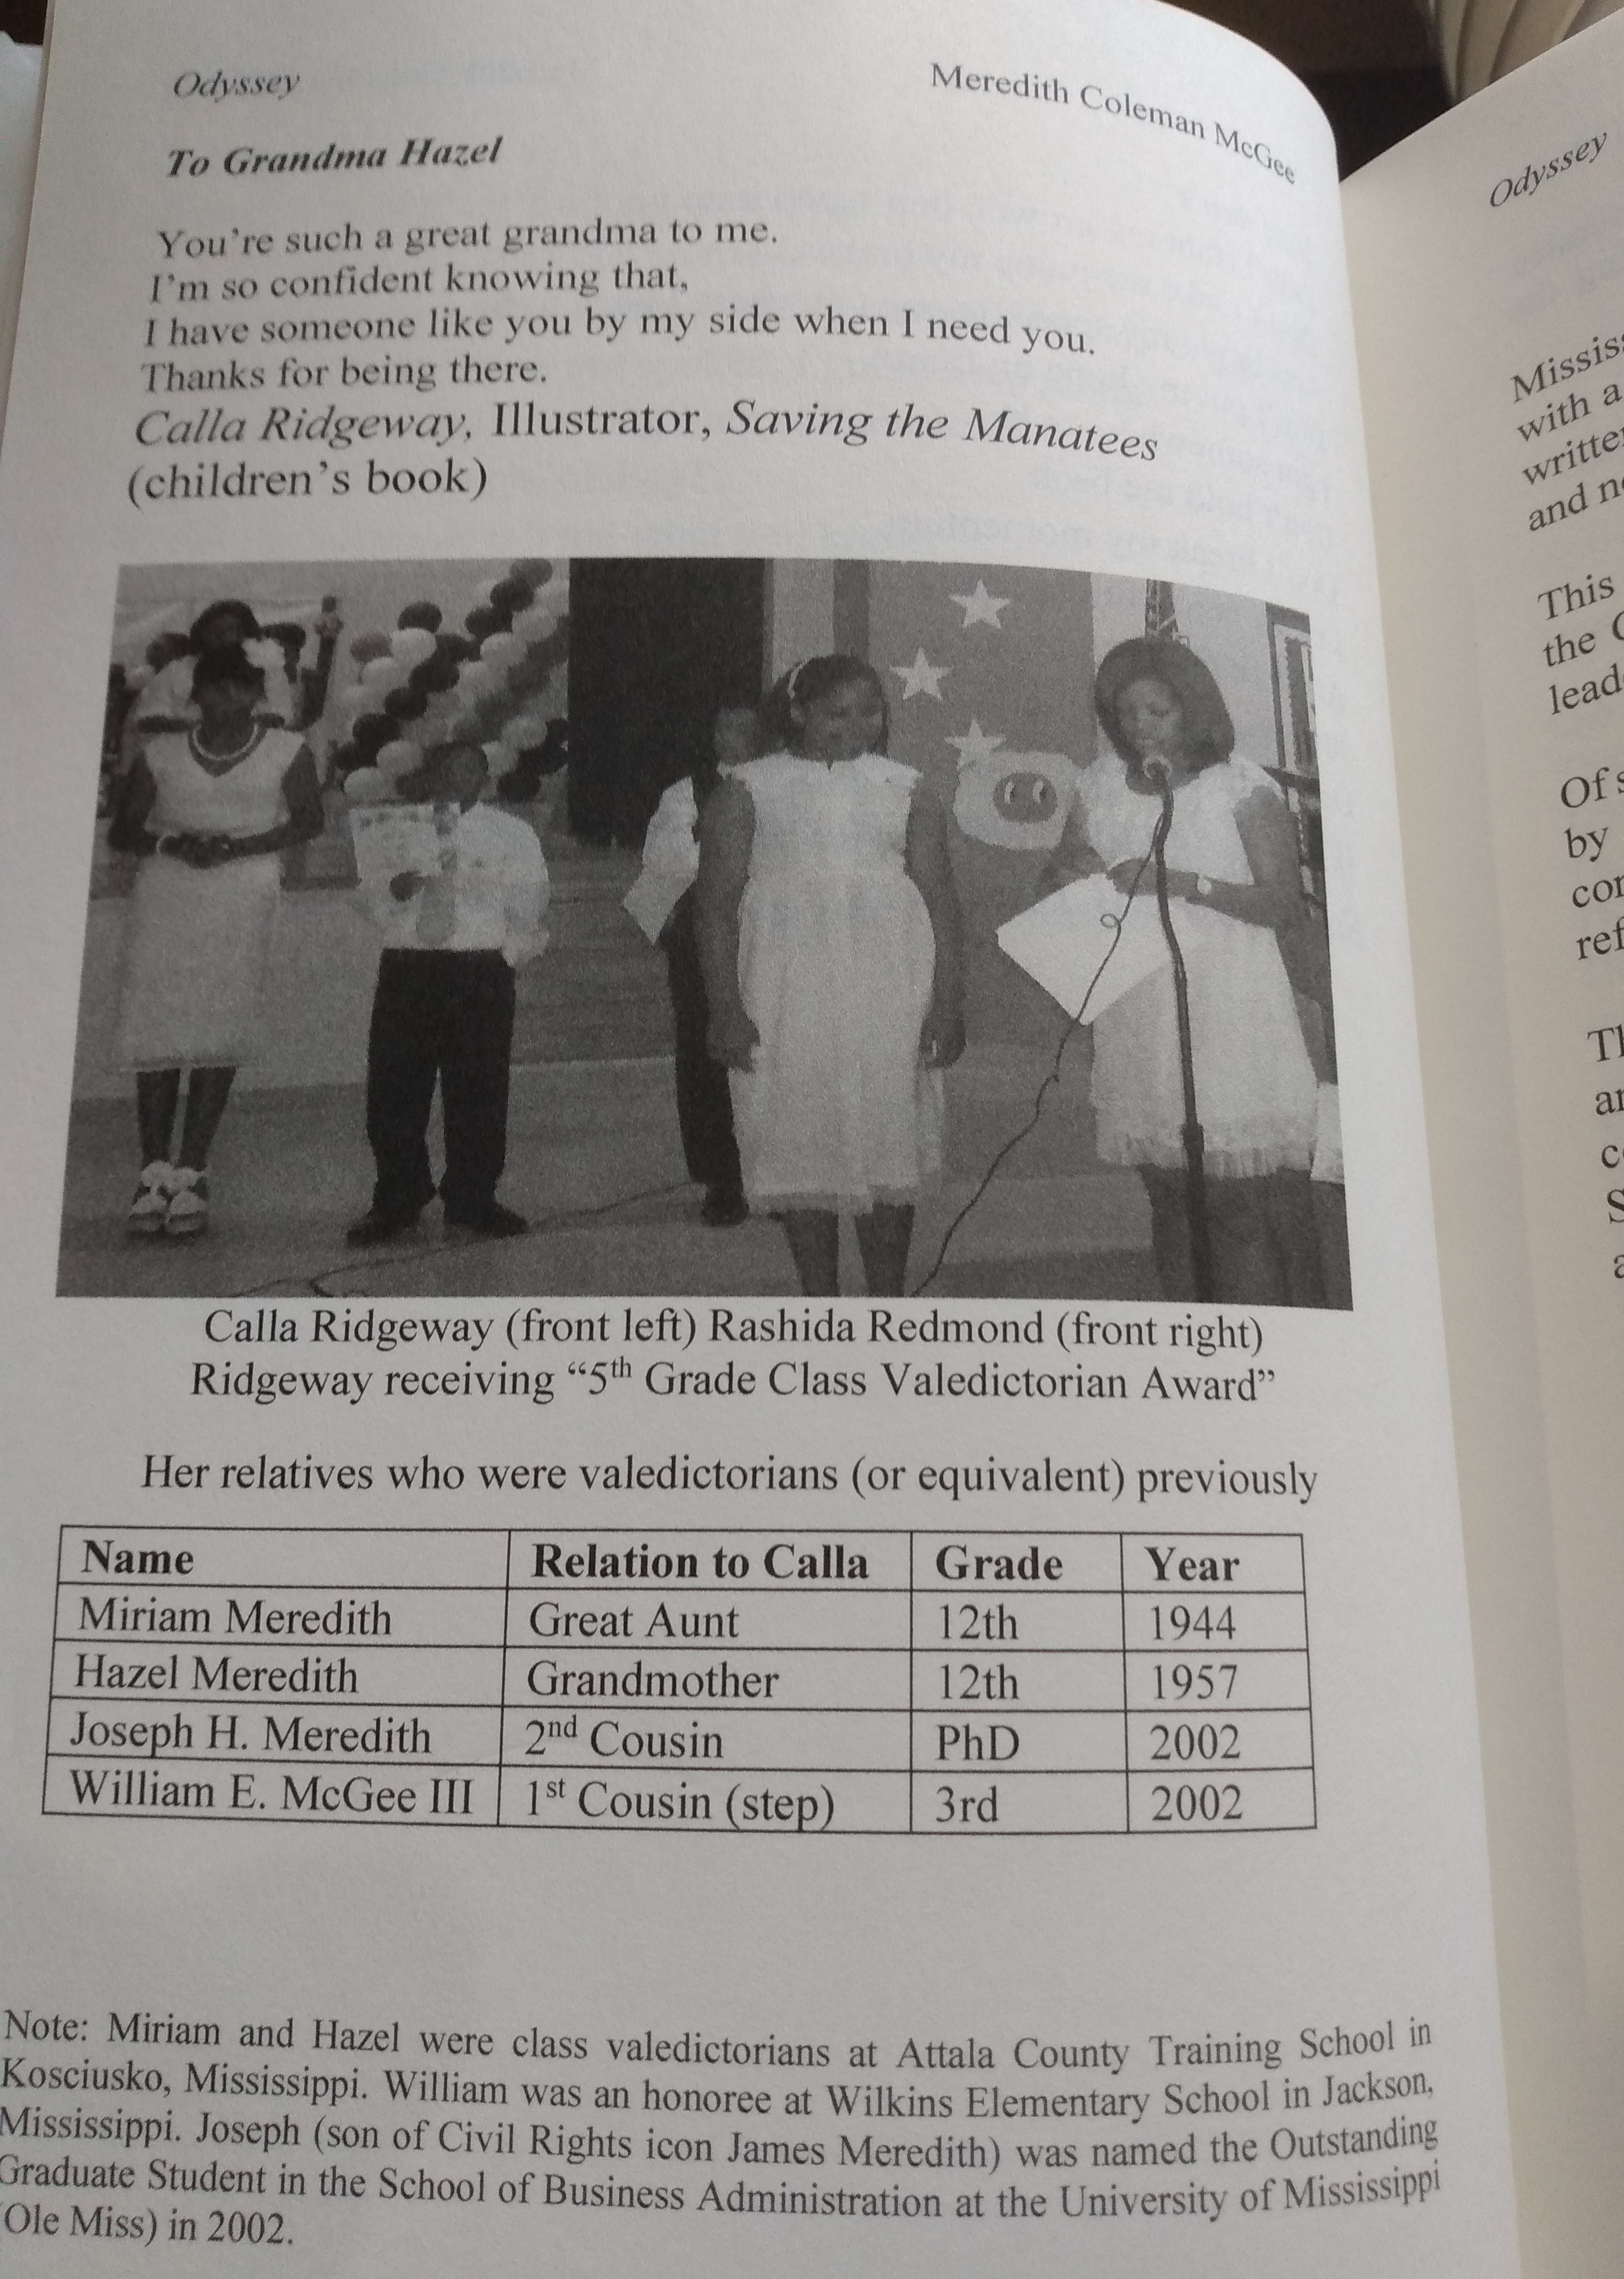 Odyssey
Meredith Coleman McGee
To Grandma Hazel
You're such a great grandma to me.
I'm so confident knowing that,
I have someone like you by my side when I need you.
Thanks for being there.
Calla Ridgeway, Illustrator, Saving the Manatees
(children's book)
Calla Ridgeway (front left) Rashida Redmond (front right)
Ridgeway receiving “5th Grade Class Valedictorian Award”
Her relatives who were valedictorians (or equivalent) previously
Name Relation to Calla Grade Year
Miriam Meredith Great Aunt 12th 1944
Hazel Meredith Grandmother 12th 1957
Joseph H. Meredith 2nd Cousin PhD 2002
William E. McGee III 1st Cousin (step) 3rd 2002
Note: Miriam and Hazel were class valedictorians at Attala County Training School in
Kosciusko, Mississippi. William was an honoree at Wilkins Elementary School in Jackson,
Mississippi. Joseph (son of Civil Rights icon James Meredith) was named the Outstanding
Graduate Student in the School of Business Administration at the University of Mississippi
(Ole Miss) in 2002.
Odyssey
with a
and
This
the
Of
by